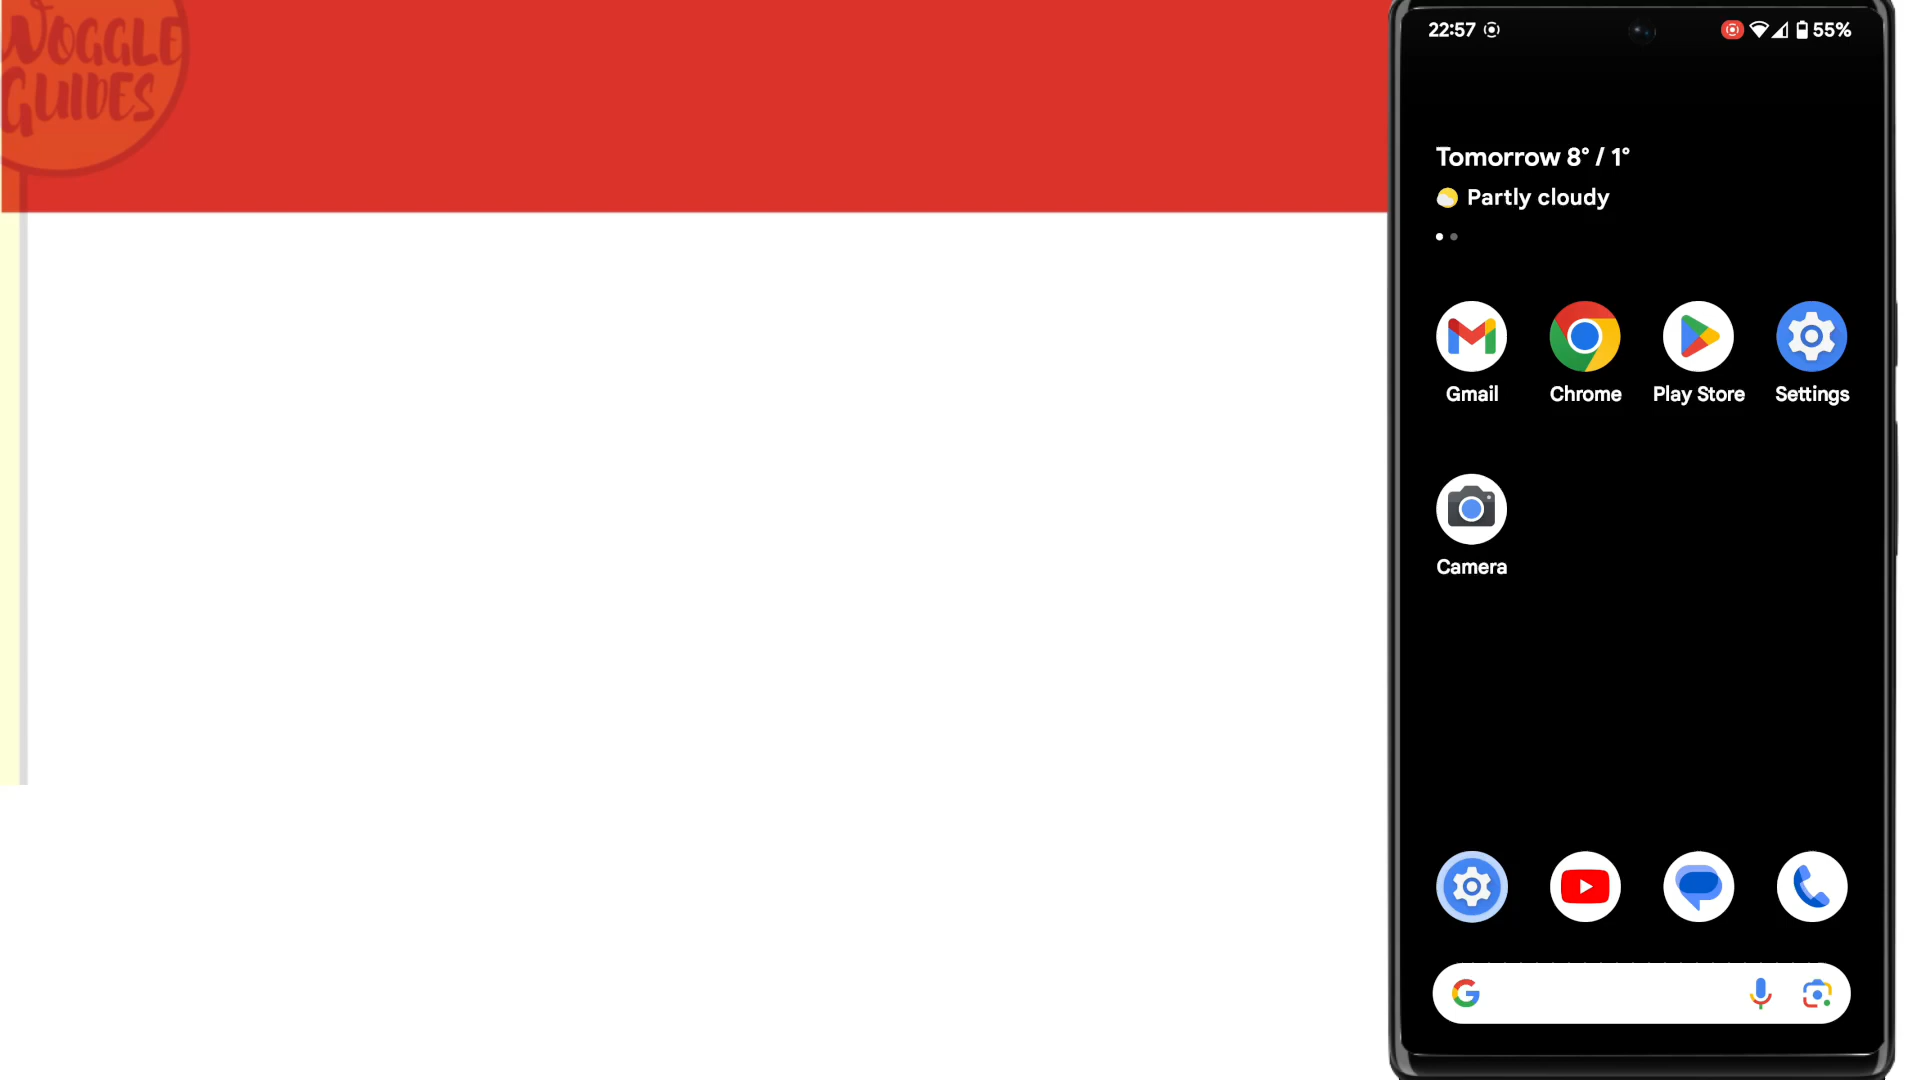 WOGGLE
GUIDES
22:57
55%
Tomorrow 8° / 1°
Partly cloudy
Gmail
Chrome
Play Store
Settings
Camera